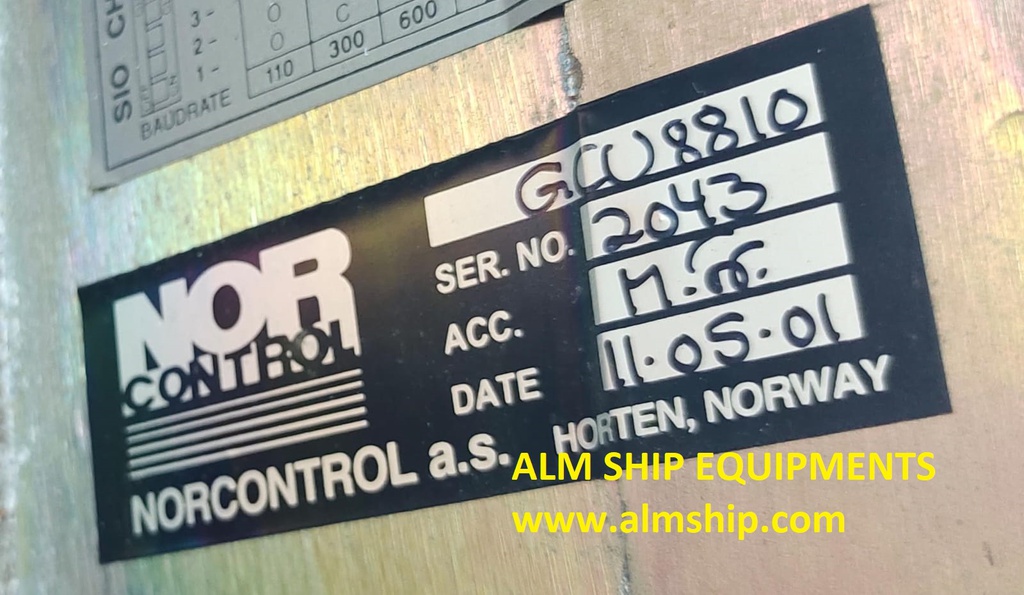 SIO CH
3 -
2 -
1 -
O C
O
110 300 600
BAUDRATE
NOR
CONTROL
GCU 8810
SER. NO. 2043
ACC.
DATE 11.05.01
NORCONTROL a.s. HORTEN, NORWAY
ALM SHIP EQUIPMENTS
www.almship.com